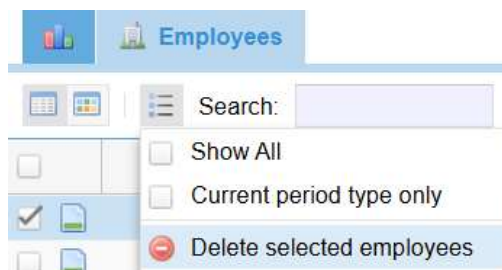 Employees
Search:
Show All
Current period type only
Delete selected employees